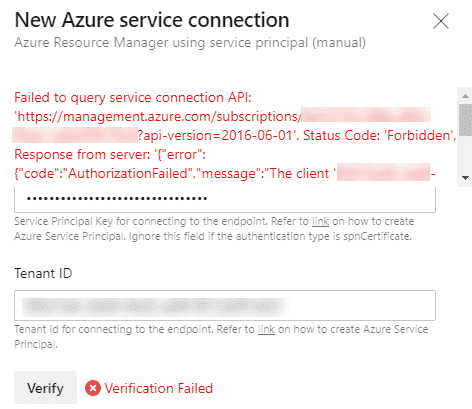 New Azure service connection
Azure Resource Manager using service principal (manual)
Failed to query service connection API:
'https://management.azure.com/subscriptions/
?api-version=2016-06-01'. Status Code: 'Forbidden',
Response from server: '{"error":
{"code":"AuthorizationFailed","message":"The client '
-
••••••••••••••••••••••••••••••••
Service Principal Key for connecting to the endpoint. Refer to link on how to create
Azure Service Principal. Ignore this field if the authentication type is spnCertificate.
Tenant ID
Tenant Id for connecting to the endpoint. Refer to link on how to create Azure Service
Principal.
Verify
Verification Failed